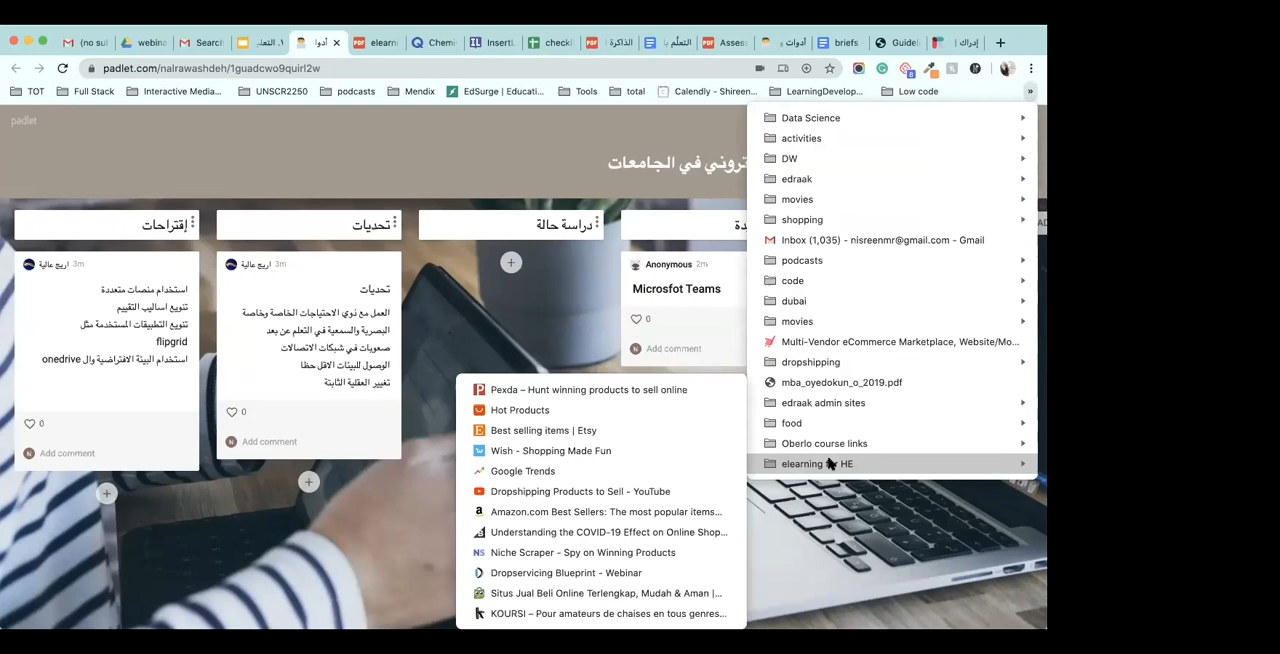 (no sul
webina
Search
١. التعلي
أدوا
elearn
Chemi
InsertL
checkl
الذاكرة ا
التعلّم با
Assess
أدوات و
briefs
Guidel
إدراك |
padlet.com/nalrawashdeh/1guadcwo9quirl2w
8
TOT
Full Stack
Interactive Media...
UNSCR2250
podcasts
Mendix
EdSurge | Educati...
Tools
total
Calendly - Shireen...
LearningDevelop...
Low code
»
padlet
تروني في الجامعات
إقتراحات
تحديات
دراسة حالة
دة
اريج عالية 3m
استخدام منصات متعددة
تنويع اساليب التقييم
تنويع التطبيقات المستخدمة مثل
flipgrid
استخدام البيئة الافتراضية وال onedrive
0
N Add comment
اريج عالية 3m
تحديات
العمل مع ذوي الاحتياجات الخاصة وخاصة
البصرية والسمعية في التعلم عن بعد
صعوبات في شبكات الاتصالات
الوصول للبيئات الاقل حظا
تغيير العقلية الثابتة
0
N Add comment
Anonymous 2m
Microsfot Teams
0
N Add comment
Data Science
activities
DW
edraak
movies
shopping
Inbox (1,035) - nisreenmr@gmail.com - Gmail
podcasts
code
dubai
movies
Multi-Vendor eCommerce Marketplace, Website/Mo...
dropshipping
mba_oyedokun_o_2019.pdf
edraak admin sites
food
Oberlo course links
elearning HE
Pexda – Hunt winning products to sell online
Hot Products
Best selling items | Etsy
Wish - Shopping Made Fun
Google Trends
Dropshipping Products to Sell - YouTube
Amazon.com Best Sellers: The most popular items...
Understanding the COVID-19 Effect on Online Shop...
NS Niche Scraper - Spy on Winning Products
Dropservicing Blueprint - Webinar
Situs Jual Beli Online Terlengkap, Mudah & Aman |...
KOURSI – Pour amateurs de chaises en tous genres...